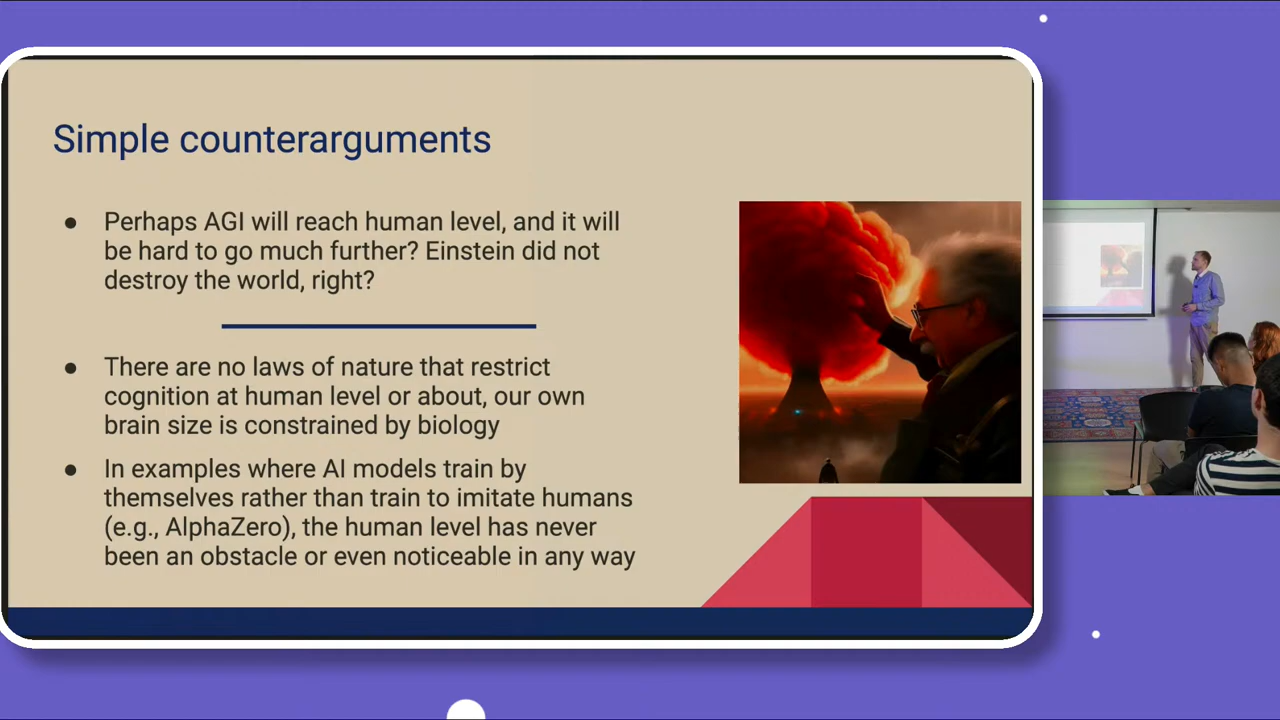 Simple counterarguments
● Perhaps AGI will reach human level, and it will
be hard to go much further? Einstein did not
destroy the world, right?
● There are no laws of nature that restrict
cognition at human level or about, our own
brain size is constrained by biology
● In examples where AI models train by
themselves rather than train to imitate humans
(e.g., AlphaZero), the human level has never
been an obstacle or even noticeable in any way